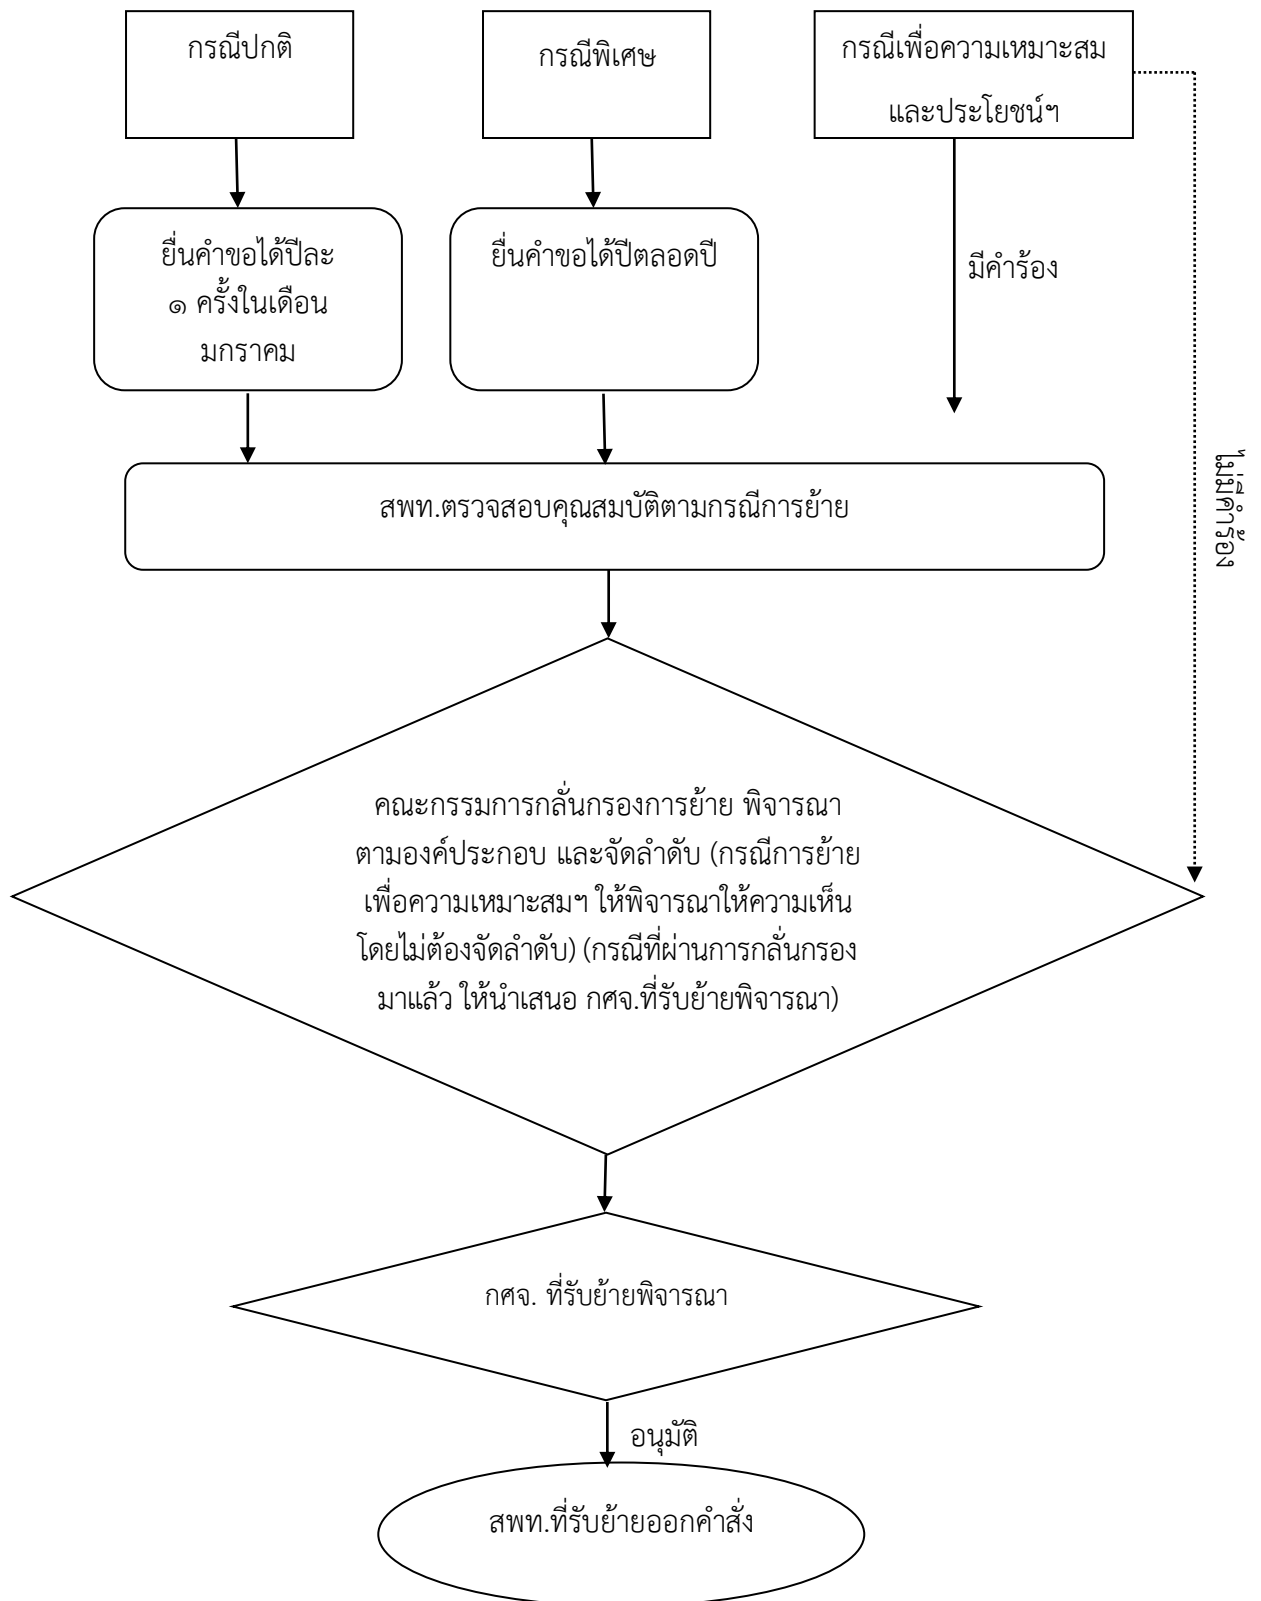 กรณีปกติ
กรณีพิเศษ
กรณีเพื่อความเหมาะสม
และประโยชน์ฯ
ยื่นคำขอได้ปีละ
๑ ครั้งในเดือน
มกราคม
ยื่นคำขอได้ปีตลอดปี
มีคำร้อง
ไม่มีคำร้อง
สพท.ตรวจสอบคุณสมบัติตามกรณีการย้าย
คณะกรรมการกลั่นกรองการย้าย พิจารณา
ตามองค์ประกอบ และจัดลำดับ (กรณีการย้าย
เพื่อความเหมาะสมฯ ให้พิจารณาให้ความเห็น
โดยไม่ต้องจัดลำดับ) (กรณีที่ผ่านการกลั่นกรอง
มาแล้ว ให้นำเสนอ กศจ.ที่รับย้ายพิจารณา)
กศจ. ที่รับย้ายพิจารณา
อนุมัติ
สพท.ที่รับย้ายออกคำสั่ง